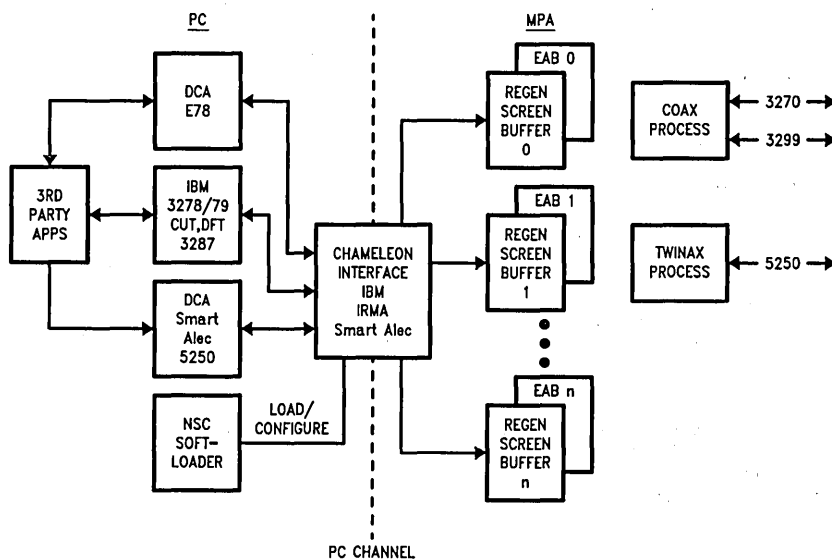 PC
MPA
DCA
E78
3RD
PARTY
APPS
IBM
3278/79
CUT,DFT
3287
DCA
Smart
Alec
5250
NSC
SOFT-
LOADER
LOAD/
CONFIGURE
CHAMELEON
INTERFACE
IBM
IRMA
Smart Alec
EAB 0
REGEN
SCREEN
BUFFER
0
EAB 1
REGEN
SCREEN
BUFFER
1
EAB n
REGEN
SCREEN
BUFFER
n
COAX
PROCESS
3270
3299
TWINAX
PROCESS
5250
PC CHANNEL